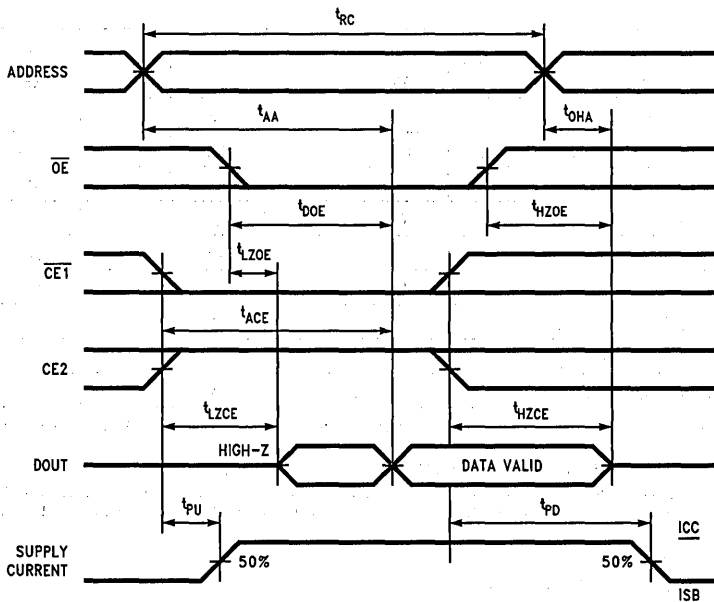 tRC
ADDRESS
tAA
tOHA
OE
tDOE
tHZOE
tLZOE
CE1
tACE
CE2
tLZCE
tHZCE
HIGH-Z
DOUT
DATA VALID
tPU
tPD
ICC
SUPPLY
CURRENT
50%
50%
ISB